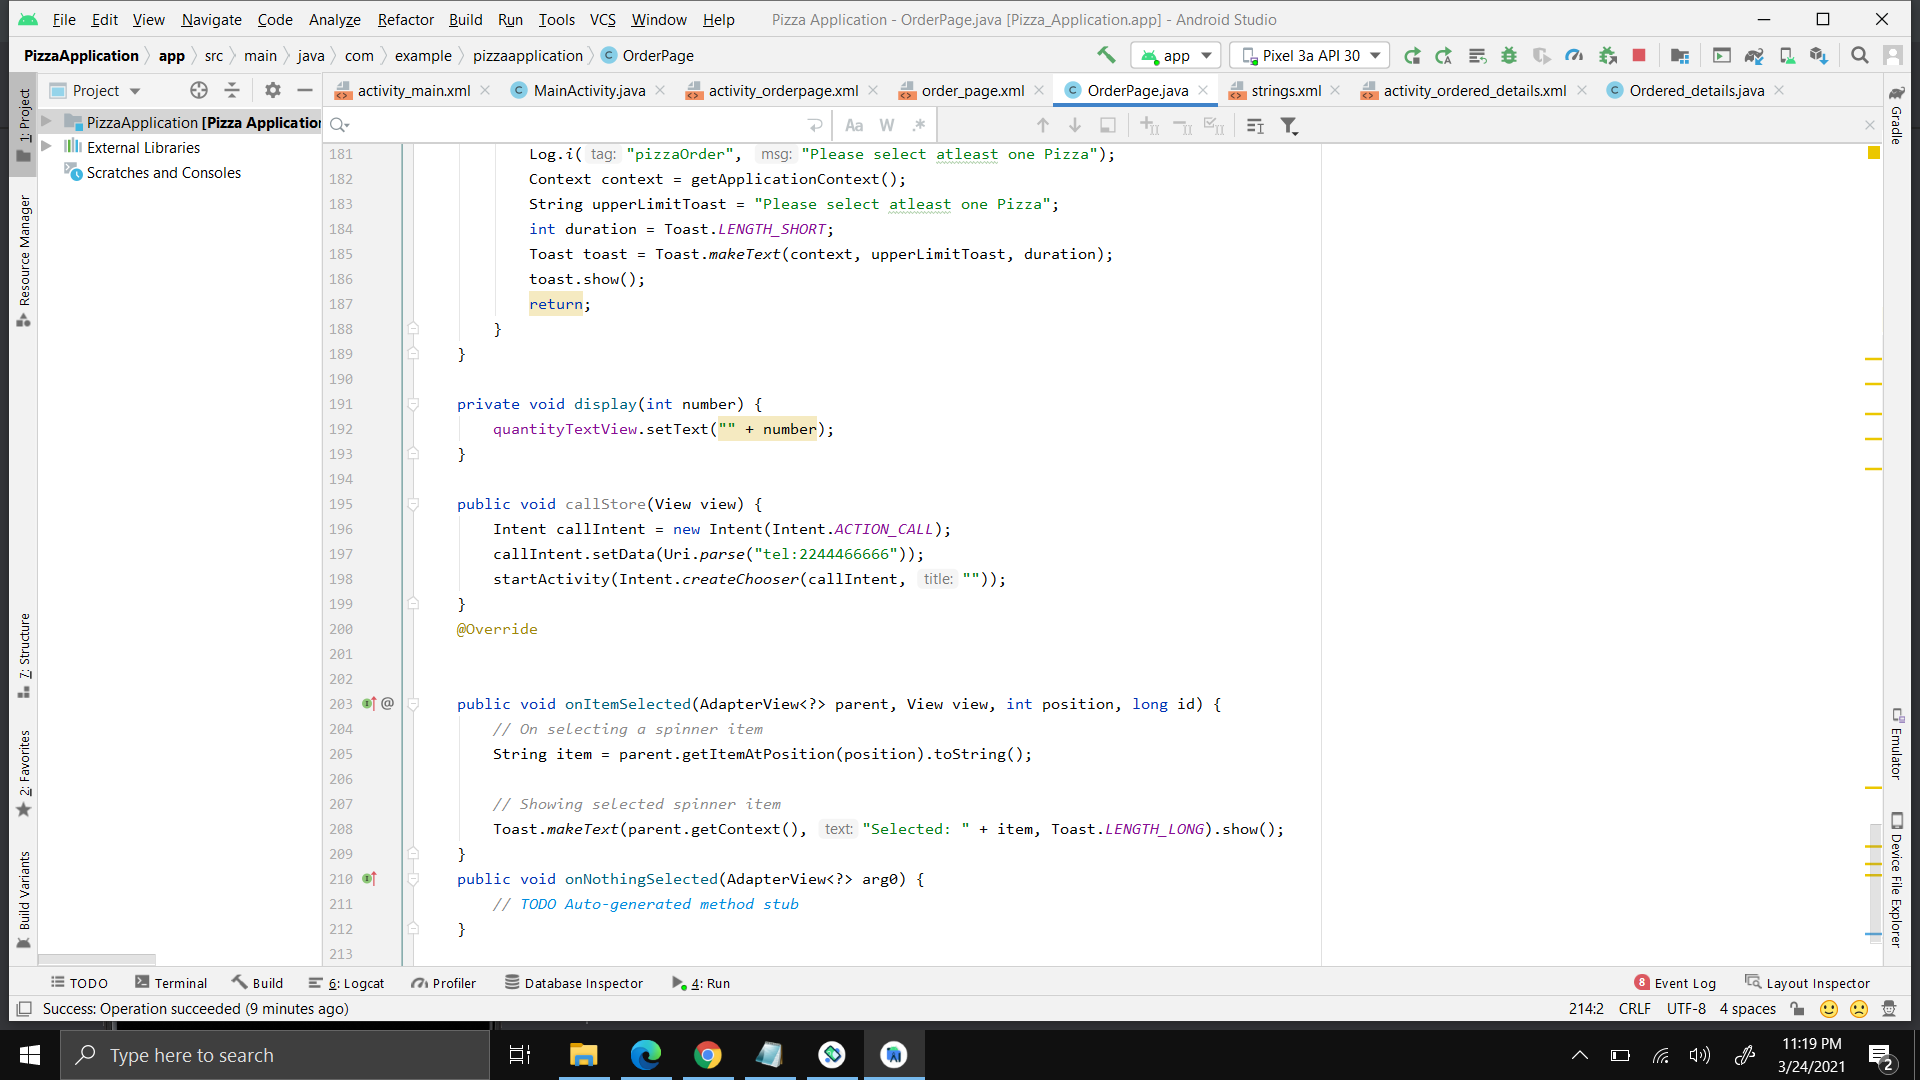 File Edit View Navigate Code Analyze Refactor Build Run Tools VCS Window Help Pizza Application - OrderPage.java [Pizza_Application.app] - Android Studio
PizzaApplication app src main java com example pizzaapplication OrderPage app Pixel 3a API 30
Project activity_main.xml MainActivity.java activity_orderpage.xml order_page.xml OrderPage.java strings.xml activity_ordered_details.xml Ordered_details.java
PizzaApplication [Pizza Application
External Libraries
Scratches and Consoles
Aa W .*
1: Project
Resource Manager
7: Structure
2: Favorites
Build Variants
181 Log.i( tag: "pizzaOrder", msg: "Please select atleast one Pizza");
182 Context context = getApplicationContext();
183 String upperLimitToast = "Please select atleast one Pizza";
184 int duration = Toast.LENGTH_SHORT;
185 Toast toast = Toast.makeText(context, upperLimitToast, duration);
186 toast.show();
187 return;
188 }
189 }
190
191 private void display(int number) {
192 quantityTextView.setText("" + number);
193 }
194
195 public void callStore(View view) {
196 Intent callIntent = new Intent(Intent.ACTION_CALL);
197 callIntent.setData(Uri.parse("tel:2244466666"));
198 startActivity(Intent.createChooser(callIntent, title: ""));
199 }
200 @Override
201
202
203 public void onItemSelected(AdapterView<?> parent, View view, int position, long id) {
204 // On selecting a spinner item
205 String item = parent.getItemAtPosition(position).toString();
206
207 // Showing selected spinner item
208 Toast.makeText(parent.getContext(), text: "Selected: " + item, Toast.LENGTH_LONG).show();
209 }
210 public void onNothingSelected(AdapterView<?> arg0) {
211 // TODO Auto-generated method stub
212 }
213
Gradle
Emulator
Device File Explorer
TODO Terminal Build 6: Logcat Profiler Database Inspector 4: Run 8 Event Log Layout Inspector
Success: Operation succeeded (9 minutes ago) 214:2 CRLF UTF-8 4 spaces
Type here to search
11:19 PM
3/24/2021
2